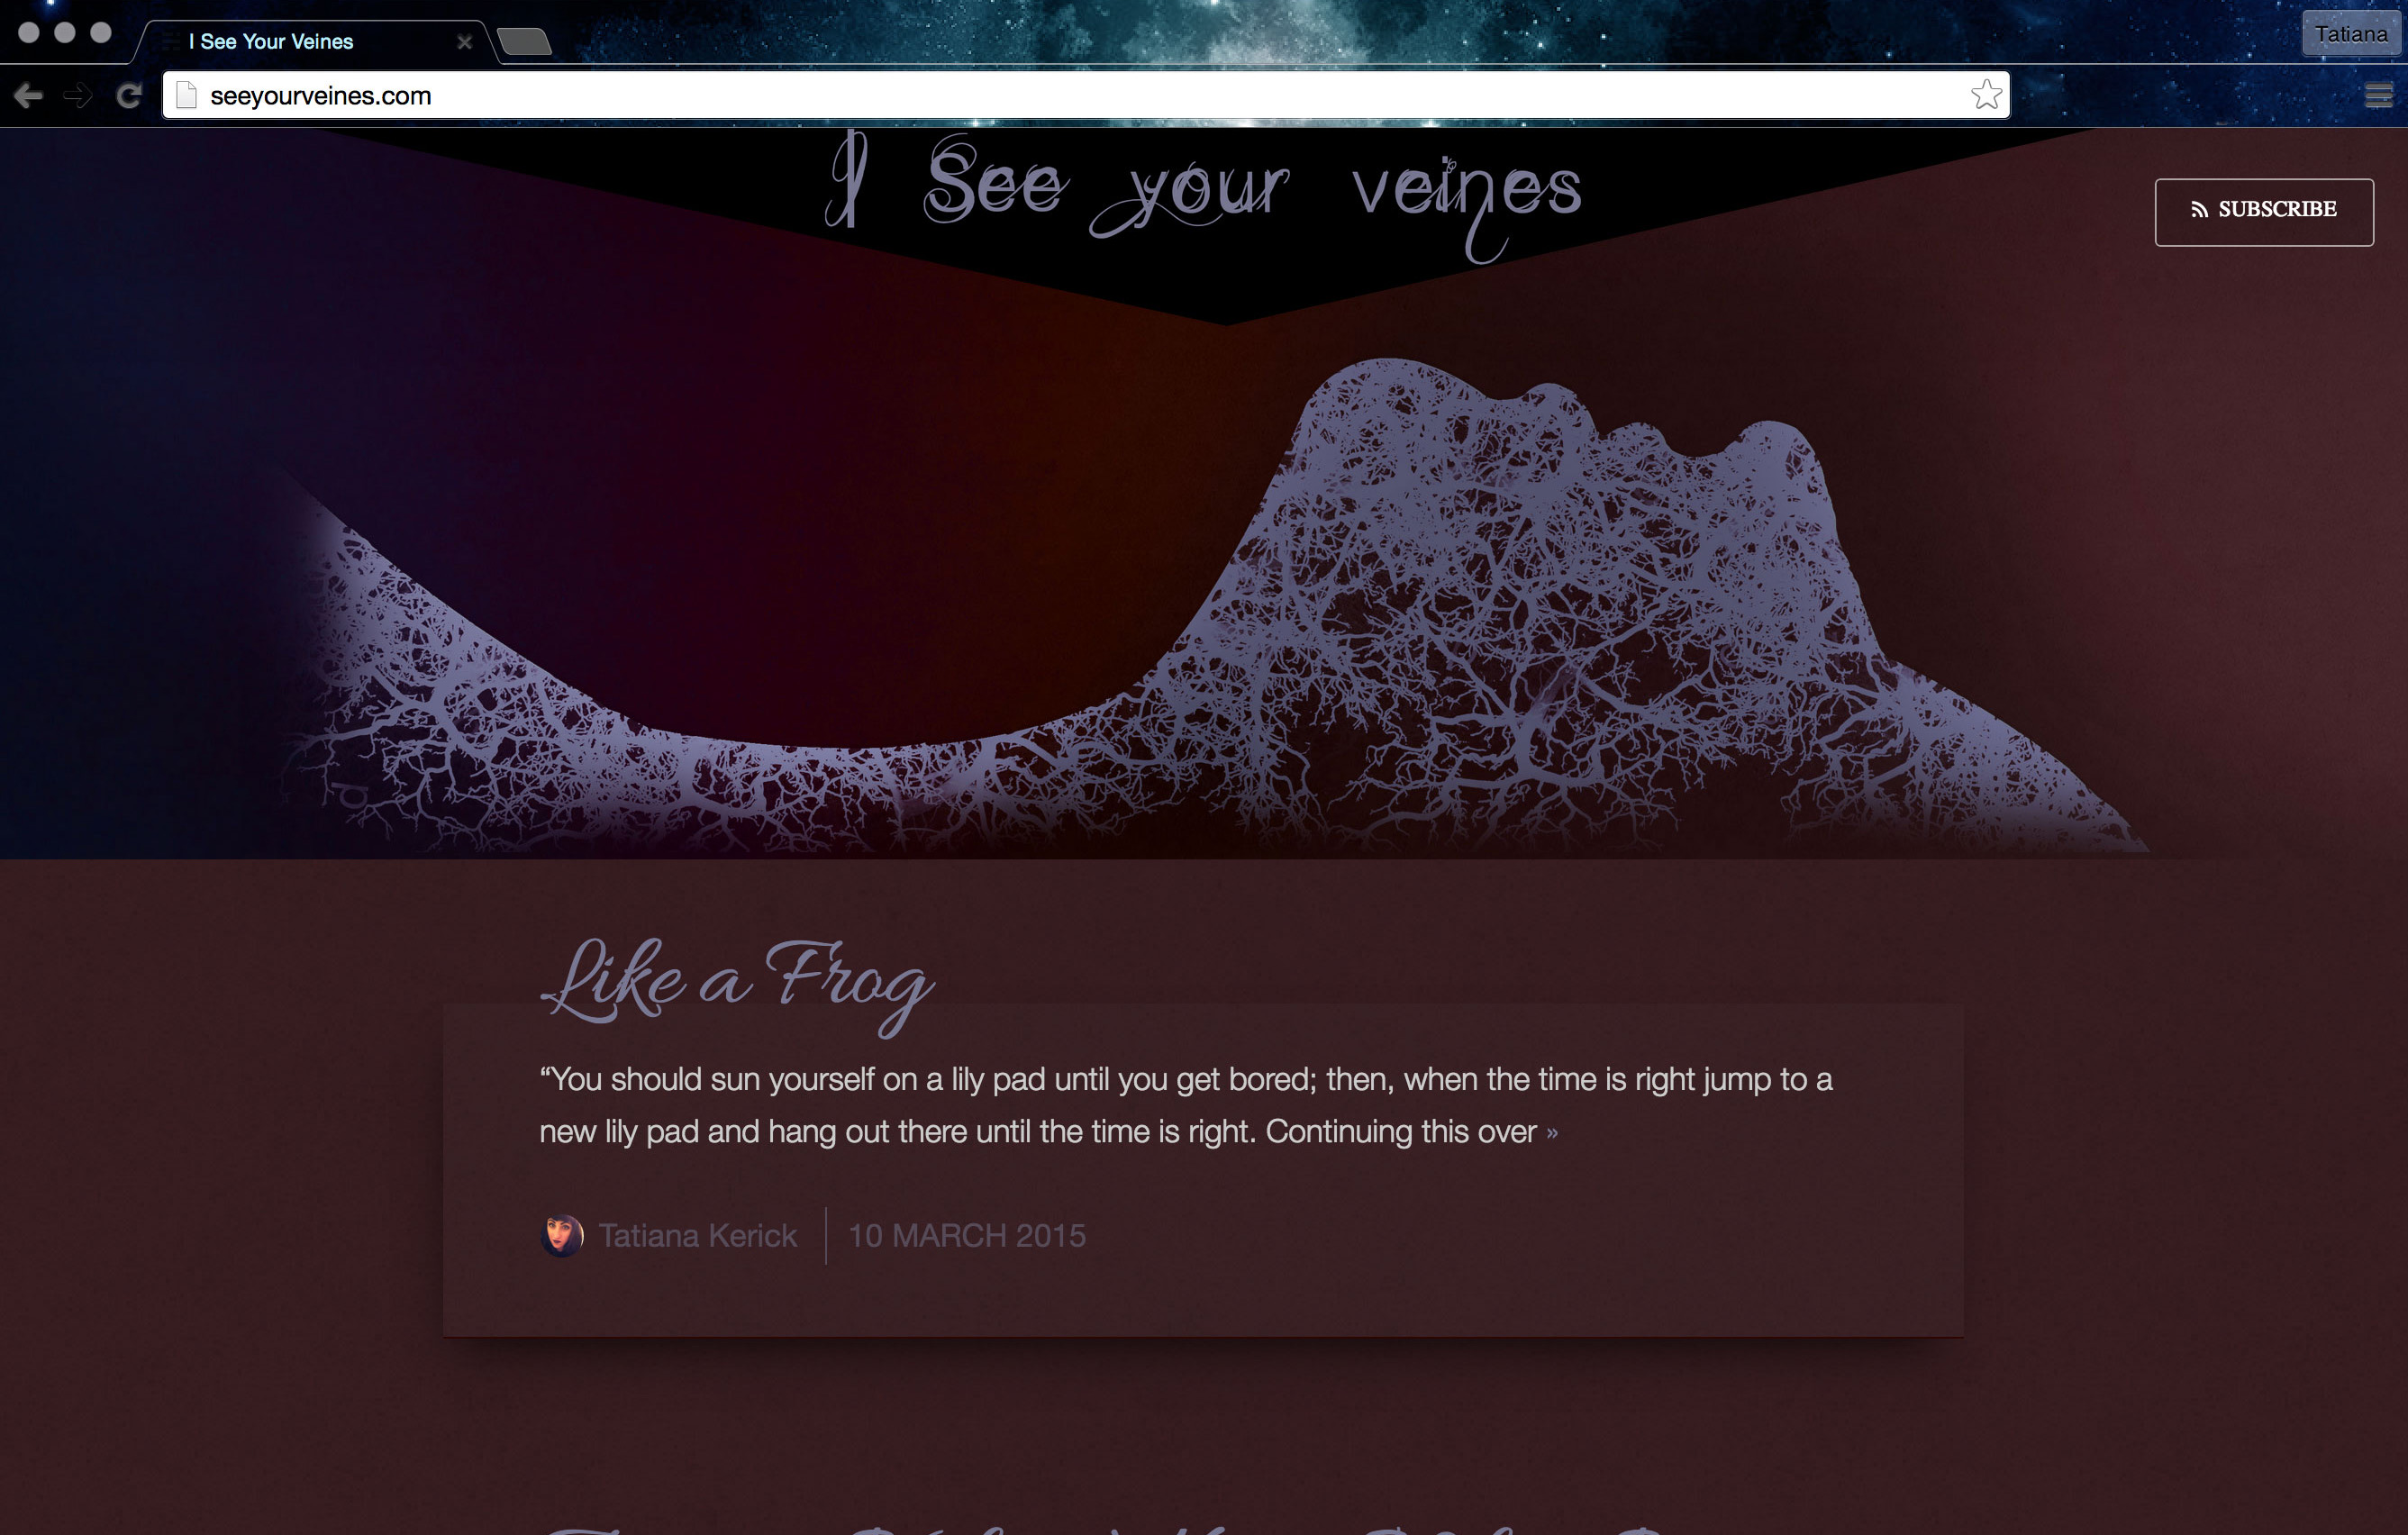 I See Your Veines
Tatiana
seeyourveines.com
I See your veines
SUBSCRIBE
Like a Frog
“You should sun yourself on a lily pad until you get bored; then, when the time is right jump to a
new lily pad and hang out there until the time is right. Continuing this over »
Tatiana Kerick
10 MARCH 2015